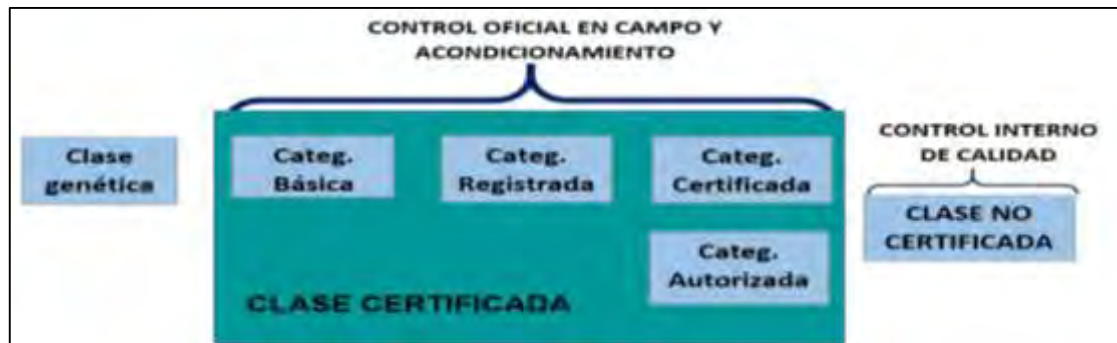 CONTROL OFICIAL EN CAMPO Y
ACONDICIONAMIENTO
Clase
genética
Categ.
Básica
Categ.
Registrada
Categ.
Certificada
Categ.
Autorizada
CLASE CERTIFICADA
CONTROL INTERNO
DE CALIDAD
CLASE NO
CERTIFICADA